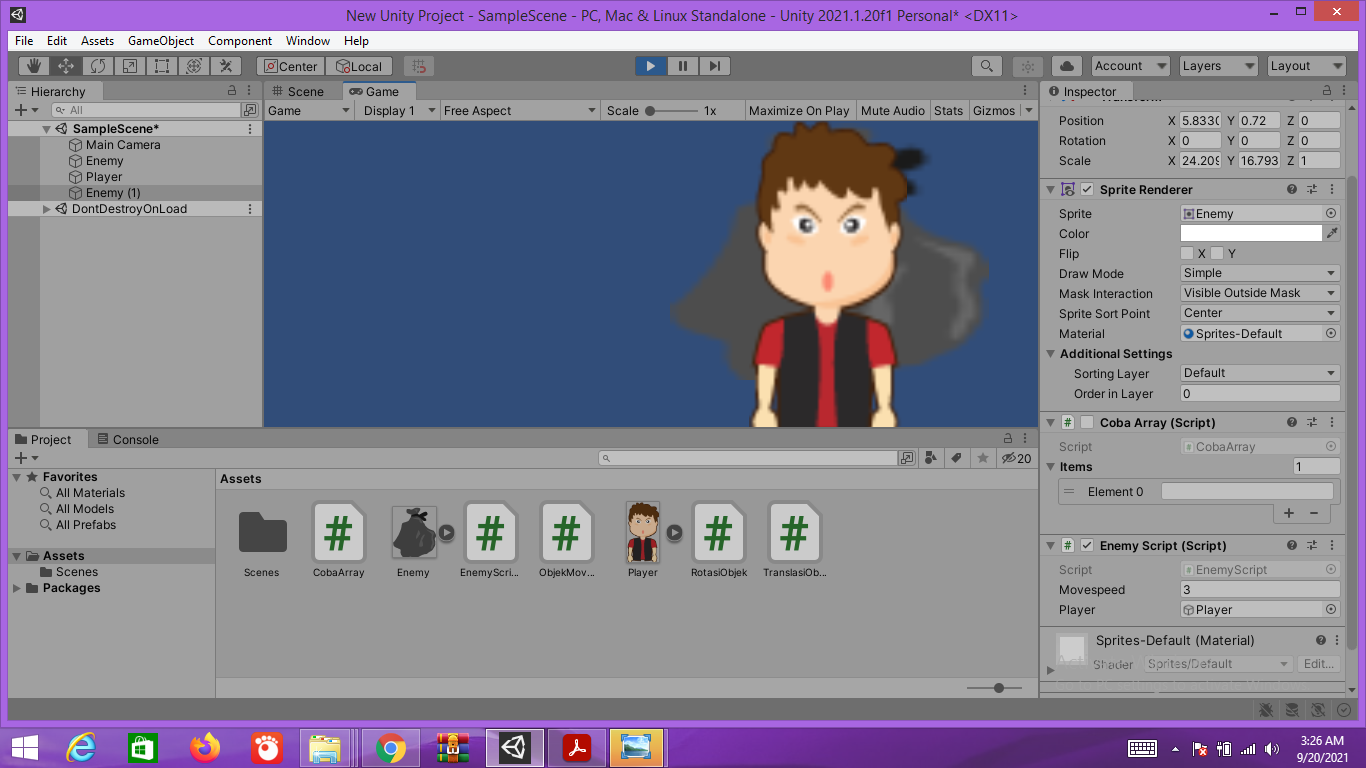 New Unity Project - SampleScene - PC, Mac & Linux Standalone - Unity 2021.1.20f1 Personal* <DX11>
File Edit Assets GameObject Component Window Help
Center Local Account Layers Layout
Hierarchy
All
SampleScene*
Main Camera
Enemy
Player
Enemy (1)
DontDestroyOnLoad
Scene Game
Game Display 1 Free Aspect Scale 1x Maximize On Play Mute Audio Stats Gizmos
Inspector
Position X 5.8330 Y 0.72 Z 0
Rotation X 0 Y 0 Z 0
Scale X 24.209 Y 16.793 Z 1
Sprite Renderer
Sprite Enemy
Color
Flip X Y
Draw Mode Simple
Mask Interaction Visible Outside Mask
Sprite Sort Point Center
Material Sprites-Default
Additional Settings
Sorting Layer Default
Order in Layer 0
Coba Array (Script)
Script CobaArray
Items 1
Element 0
+ −
Enemy Script (Script)
Script EnemyScript
Movespeed 3
Player Player
Sprites-Default (Material)
Shader Sprites/Default Edit...
Project Console
20
Favorites
All Materials
All Models
All Prefabs
Assets
Scenes
Packages
Assets
Scenes CobaArray Enemy EnemyScri... ObjekMov... Player RotasiObjek TranslasiOb...
3:26 AM
9/20/2021